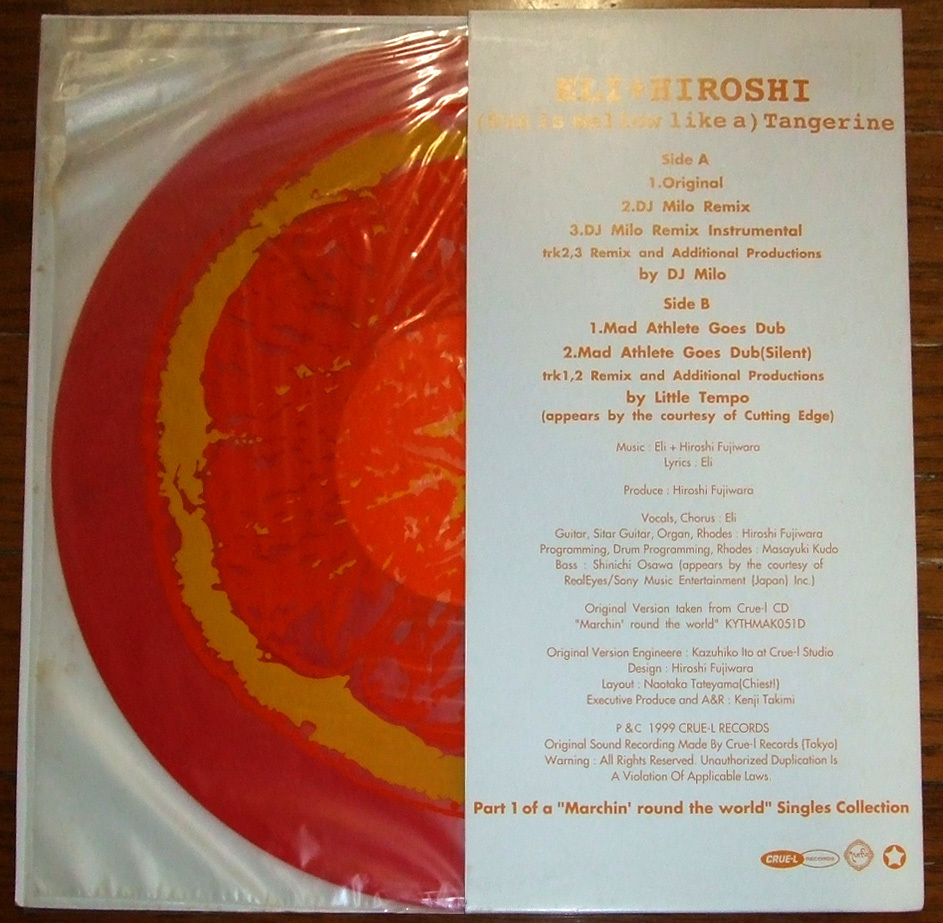 ELI+HIROSHI
(Sun is mellow like a) Tangerine
Side A
1.Original
2.DJ Milo Remix
3.DJ Milo Remix Instrumental
trk2,3 Remix and Additional Productions
by DJ Milo
Side B
1.Mad Athlete Goes Dub
2.Mad Athlete Goes Dub(Silent)
trk1,2 Remix and Additional Productions
by Little Tempo
(appears by the courtesy of Cutting Edge)
Music : Eli + Hiroshi Fujiwara
Lyrics : Eli
Produce : Hiroshi Fujiwara
Vocals, Chorus : Eli
Guitar, Sitar Guitar, Organ, Rhodes : Hiroshi Fujiwara
Programming, Drum Programming, Rhodes : Masayuki Kudo
Bass : Shinichi Osawa (appears by the courtesy of
RealEyes/Sony Music Entertainment (Japan) Inc.)
Original Version taken from Crue-l CD
"Marchin' round the world" KYTHMAK051D
Original Version Engineere : Kazuhiko Ito at Crue-l Studio
Design : Hiroshi Fujiwara
Layout : Naotaka Tateyama(Chiest!)
Executive Produce and A&R : Kenji Takimi
P & C 1999 CRUE-L RECORDS
Original Sound Recording Made By Crue-l Records (Tokyo)
Warning : All Rights Reserved. Unauthorized Duplication Is
A Violation Of Applicable Laws.
Part 1 of a "Marchin' round the world" Singles Collection
CRUE-L RECORDS